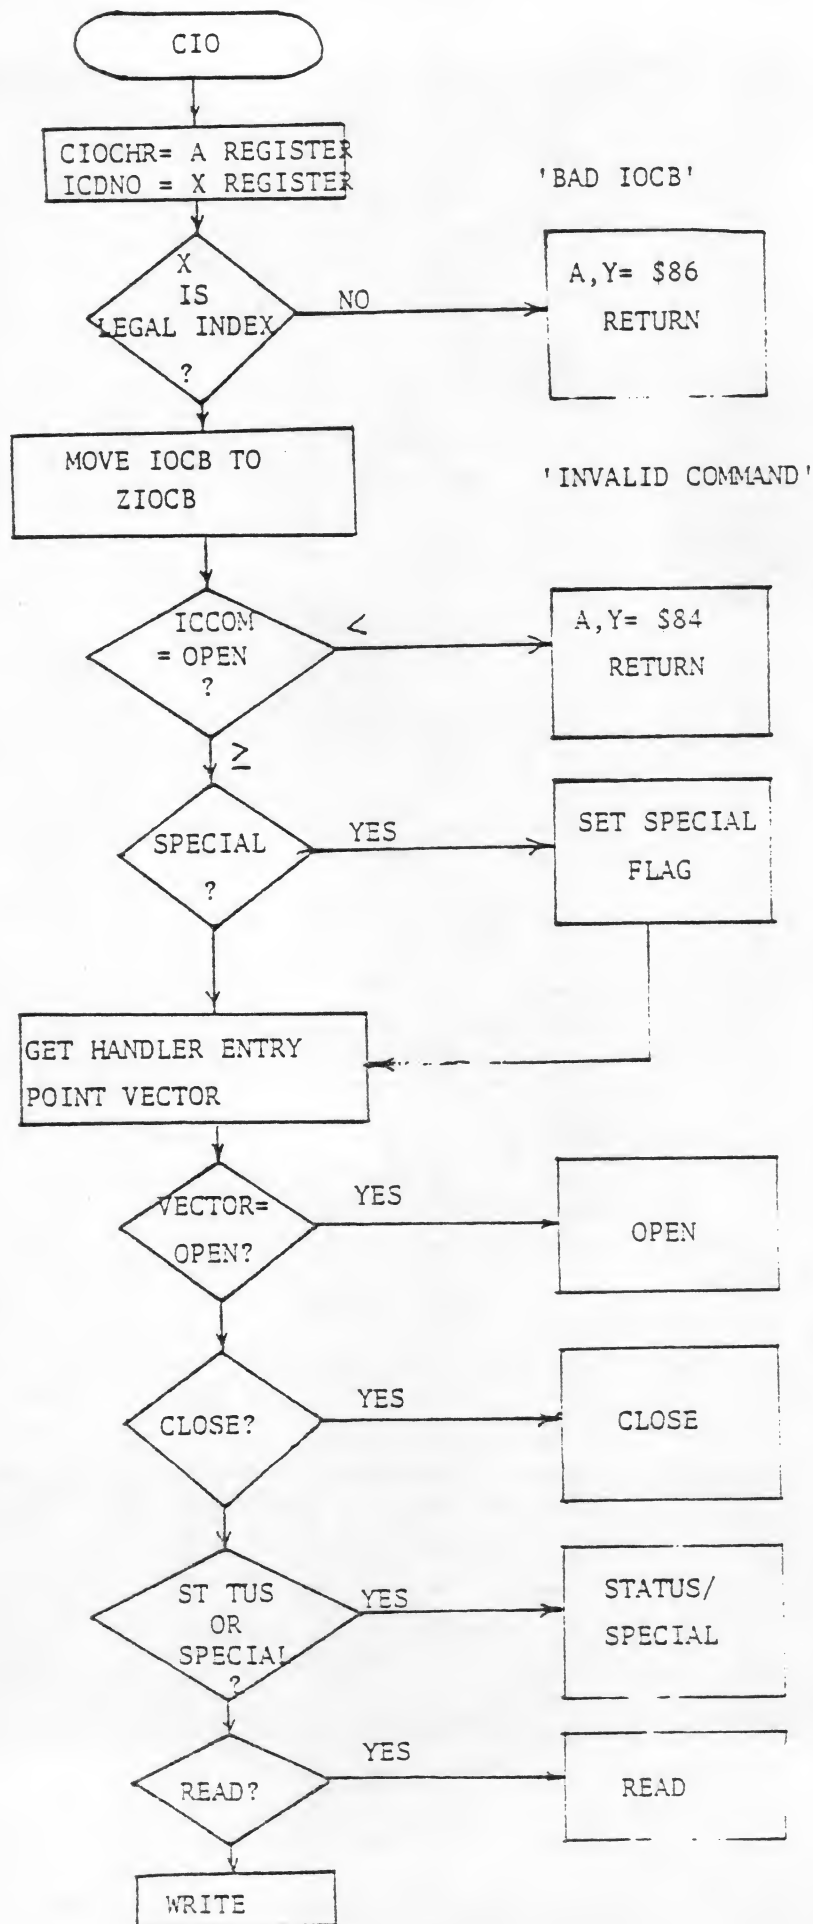 CIO
CIOCHR= A REGISTER
ICDNO = X REGISTER
'BAD IOCB'
X
IS
LEGAL INDEX
?
NO
A,Y= $86
RETURN
MOVE IOCB TO
ZIOCB
'INVALID COMMAND'
ICCOM
= OPEN
?
<
A,Y= $84
RETURN
≥
SPECIAL
?
YES
SET SPECIAL
FLAG
GET HANDLER ENTRY
POINT VECTOR
VECTOR=
OPEN?
YES
OPEN
CLOSE?
YES
CLOSE
ST TUS
OR
SPECIAL
?
YES
STATUS/
SPECIAL
READ?
YES
READ
WRITE